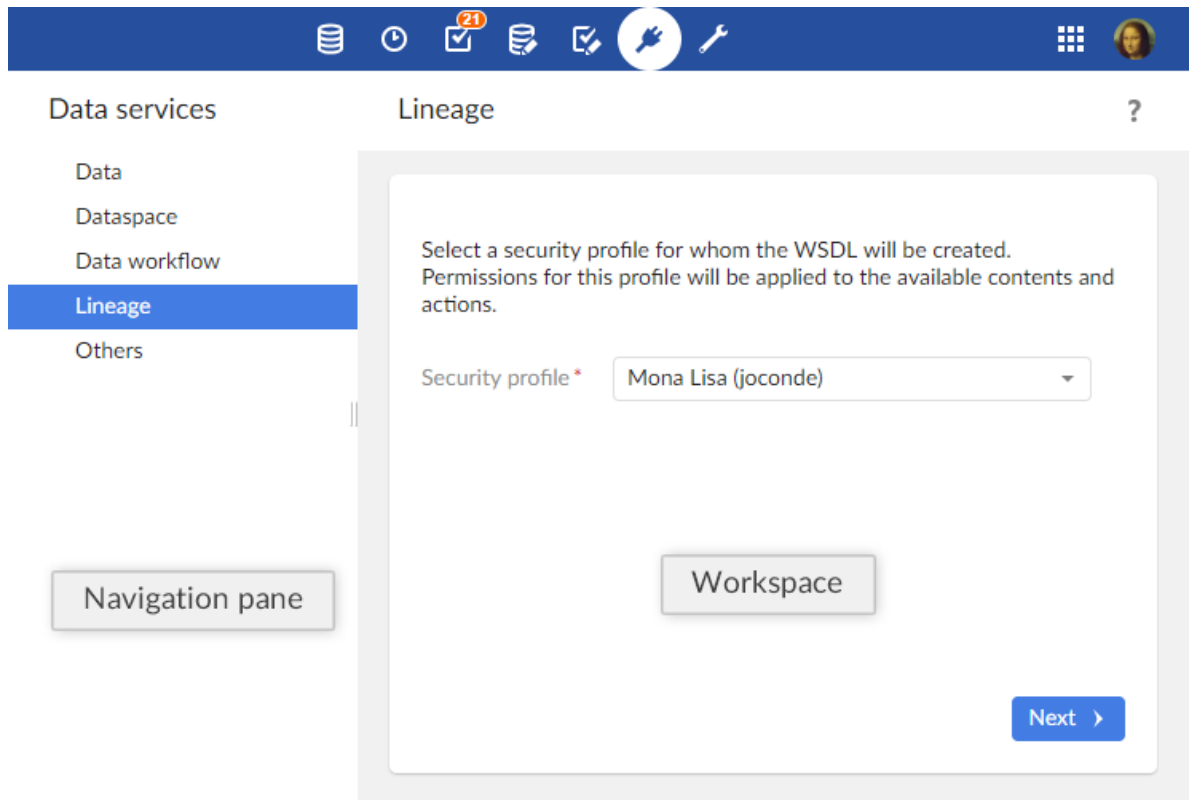 21
Data services
Data
Dataspace
Data workflow
Lineage
Others
Navigation pane
Lineage
?
Select a security profile for whom the WSDL will be created.
Permissions for this profile will be applied to the available contents and
actions.
Security profile* Mona Lisa (joconde)
Workspace
Next